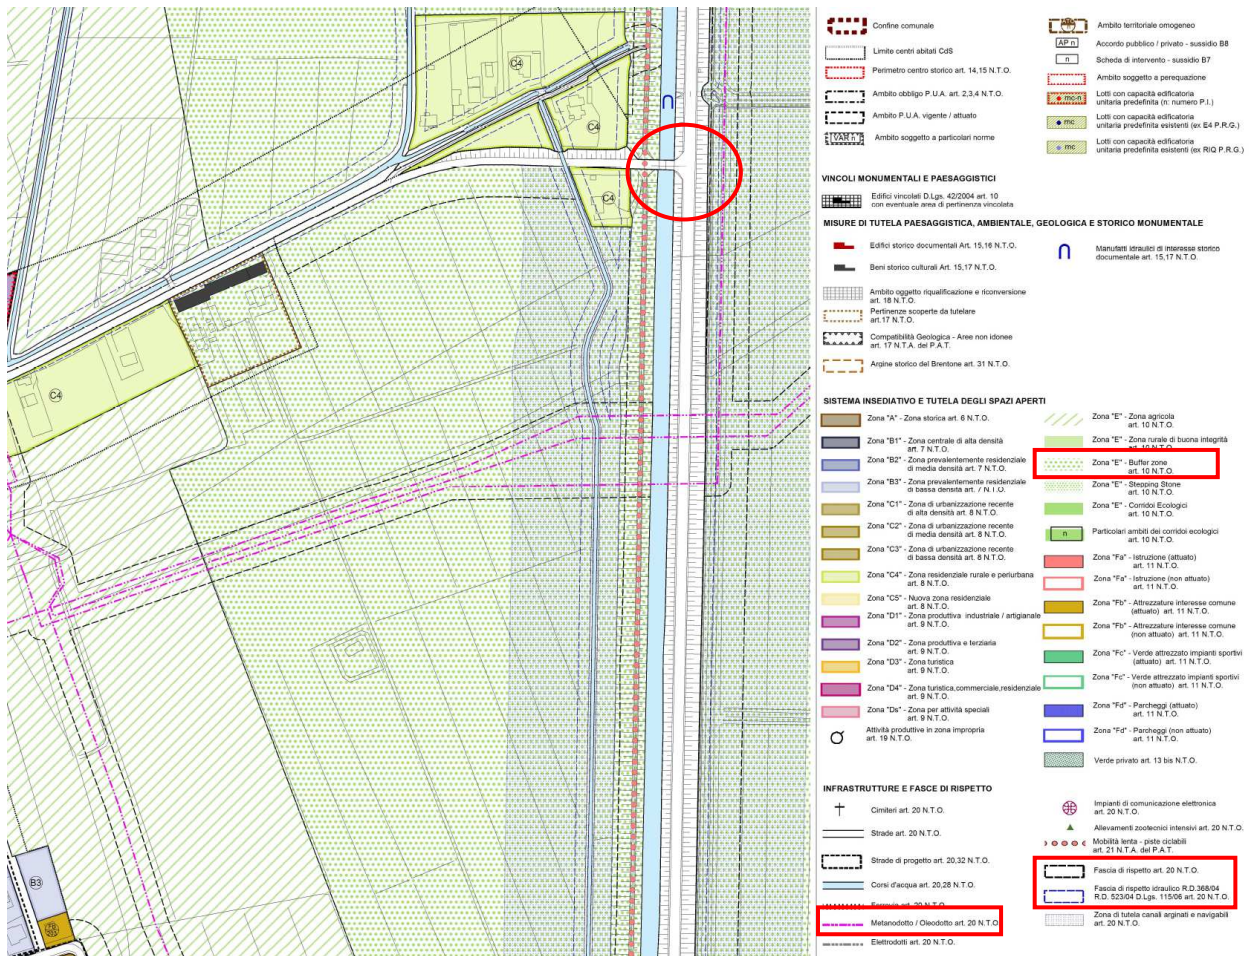 C4
C4
C4
C4
B3
Confine comunale
Limite centri abitati CdS
Perimetro centro storico art. 14,15 N.T.O.
Ambito obbligo P.U.A. art. 2,3,4 N.T.O.
Ambito P.U.A. vigente / attuato
VAR n
Ambito soggetto a particolari norme
Ambito territoriale omogeneo
AP n
Accordo pubblico / privato - sussidio B8
n
Scheda di intervento - sussidio B7
Ambito soggetto a perequazione
mc-n
Lotti con capacità edificatoria
unitaria predefinita (n: numero P.I.)
mc
Lotti con capacità edificatoria
unitaria predefinita esistenti (ex E4 P.R.G.)
mc
Lotti con capacità edificatoria
unitaria predefinita esistenti (ex RIQ P.R.G.)
VINCOLI MONUMENTALI E PAESAGGISTICI
Edifici vincolati D.Lgs. 42/2004 art. 10
con eventuale area di pertinenza vincolata
MISURE DI TUTELA PAESAGGISTICA, AMBIENTALE, GEOLOGICA E STORICO MONUMENTALE
Edifici storico documentali Art. 15,16 N.T.O.
Beni storico culturali Art. 15,17 N.T.O.
Ambito oggetto riqualificazione e riconversione
art. 18 N.T.O.
Pertinenze scoperte da tutelare
art.17 N.T.O.
Compatibilità Geologica - Aree non idonee
art. 17 N.T.A. del P.A.T.
Argine storico del Brentone art. 31 N.T.O.
Manufatti idraulici di interesse storico
documentale art. 15,17 N.T.O.
SISTEMA INSEDIATIVO E TUTELA DEGLI SPAZI APERTI
Zona "A" - Zona storica art. 6 N.T.O.
Zona "B1" - Zona centrale di alta densità
art. 7 N.T.O.
Zona "B2" - Zona prevalentemente residenziale
di media densità art. 7 N.T.O.
Zona "B3" - Zona prevalentemente residenziale
di bassa densità art. 7 N.T.O.
Zona "C1" - Zona di urbanizzazione recente
di alta densità art. 8 N.T.O.
Zona "C2" - Zona di urbanizzazione recente
di media densità art. 8 N.T.O.
Zona "C3" - Zona di urbanizzazione recente
di bassa densità art. 8 N.T.O.
Zona "C4" - Zona residenziale rurale e periurbana
art. 8 N.T.O.
Zona "C5" - Nuova zona residenziale
art. 8 N.T.O.
Zona "D1" - Zona produttiva industriale / artigianale
art. 9 N.T.O.
Zona "D2" - Zona produttiva e terziaria
art. 9 N.T.O.
Zona "D3" - Zona turistica
art. 9 N.T.O.
Zona "D4" - Zona turistica,commerciale,residenziale
art. 9 N.T.O.
Zona "Ds" - Zona per attività speciali
art. 9 N.T.O.
Attività produttive in zona impropria
art. 19 N.T.O.
Zona "E" - Zona agricola
art. 10 N.T.O.
Zona "E" - Zona rurale di buona integrità
art. 10 N.T.O.
Zona "E" - Buffer zone
art. 10 N.T.O.
Zona "E" - Stepping Stone
art. 10 N.T.O.
Zona "E" - Corridoi Ecologici
art. 10 N.T.O.
n
Particolari ambiti dei corridoi ecologici
art. 10 N.T.O.
Zona "Fa" - Istruzione (attuato)
art. 11 N.T.O.
Zona "Fa" - Istruzione (non attuato)
art. 11 N.T.O.
Zona "Fb" - Attrezzature interesse comune
(attuato) art. 11 N.T.O.
Zona "Fb" - Attrezzature interesse comune
(non attuato) art. 11 N.T.O.
Zona "Fc" - Verde attrezzato impianti sportivi
(attuato) art. 11 N.T.O.
Zona "Fc" - Verde attrezzato impianti sportivi
(non attuato) art. 11 N.T.O.
Zona "Fd" - Parcheggi (attuato)
art. 11 N.T.O.
Zona "Fd" - Parcheggi (non attuato)
art. 11 N.T.O.
Verde privato art. 13 bis N.T.O.
INFRASTRUTTURE E FASCE DI RISPETTO
Cimiteri art. 20 N.T.O.
Strade art. 20 N.T.O.
Strade di progetto art. 20,32 N.T.O.
Corsi d'acqua art. 20,28 N.T.O.
Ferrovia art. 20 N.T.O.
Metanodotto / Oleodotto art. 20 N.T.O.
Elettrodotti art. 20 N.T.O.
Impianti di comunicazione elettronica
art. 20 N.T.O.
Allevamenti zootecnici intensivi art. 20 N.T.O.
Mobilità lenta - piste ciclabili
art. 21 N.T.A. del P.A.T.
Fascia di rispetto art. 20 N.T.O.
Fascia di rispetto idraulico R.D.368/04
R.D. 523/04 D.Lgs. 115/06 art. 20 N.T.O.
Zona di tutela canali arginati e navigabili
art. 20 N.T.O.